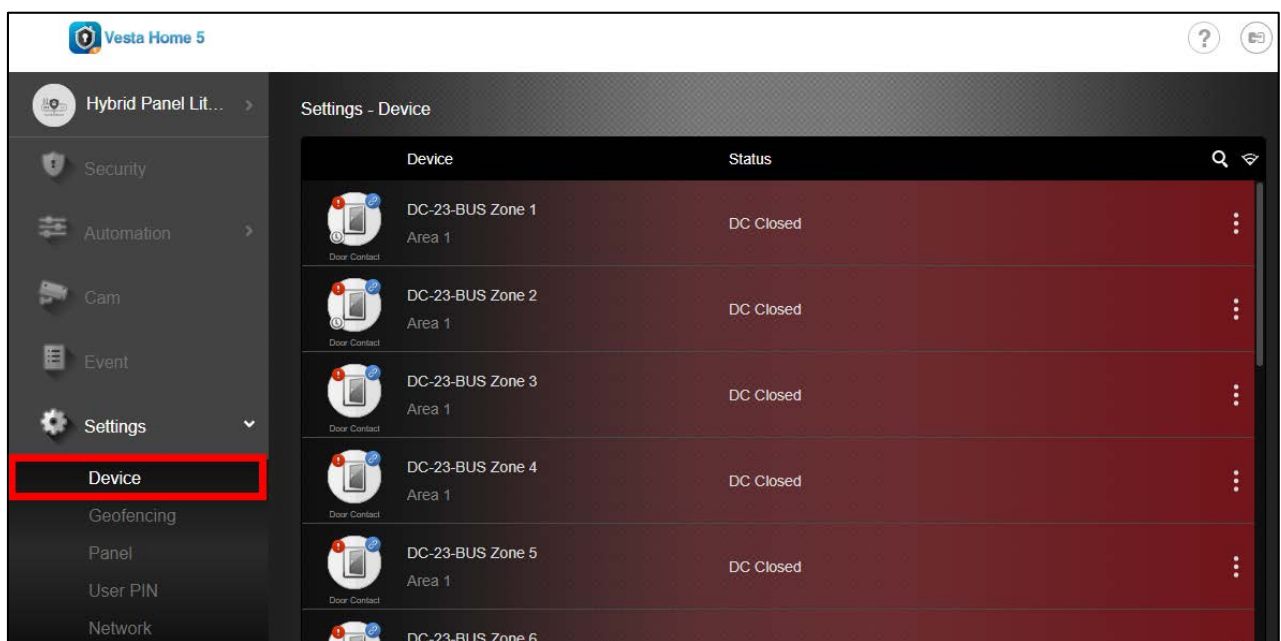 Vesta Home 5
?
Hybrid Panel Lit...
Security
Automation
Cam
Event
Settings
Device
Geofencing
Panel
User PIN
Network
Settings - Device
Device Status
DC-23-BUS Zone 1
Area 1
DC Closed
Door Contact
DC-23-BUS Zone 2
Area 1
DC Closed
Door Contact
DC-23-BUS Zone 3
Area 1
DC Closed
Door Contact
DC-23-BUS Zone 4
Area 1
DC Closed
Door Contact
DC-23-BUS Zone 5
Area 1
DC Closed
Door Contact
DC-23-BUS Zone 6